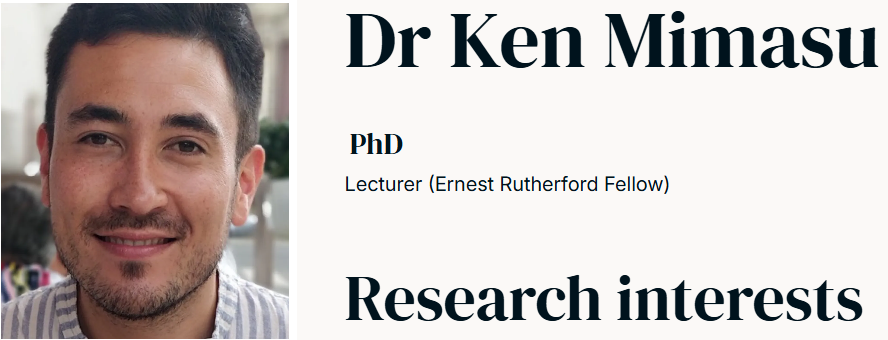 Dr Ken Mimasu
PhD
Lecturer (Ernest Rutherford Fellow)
Research interests